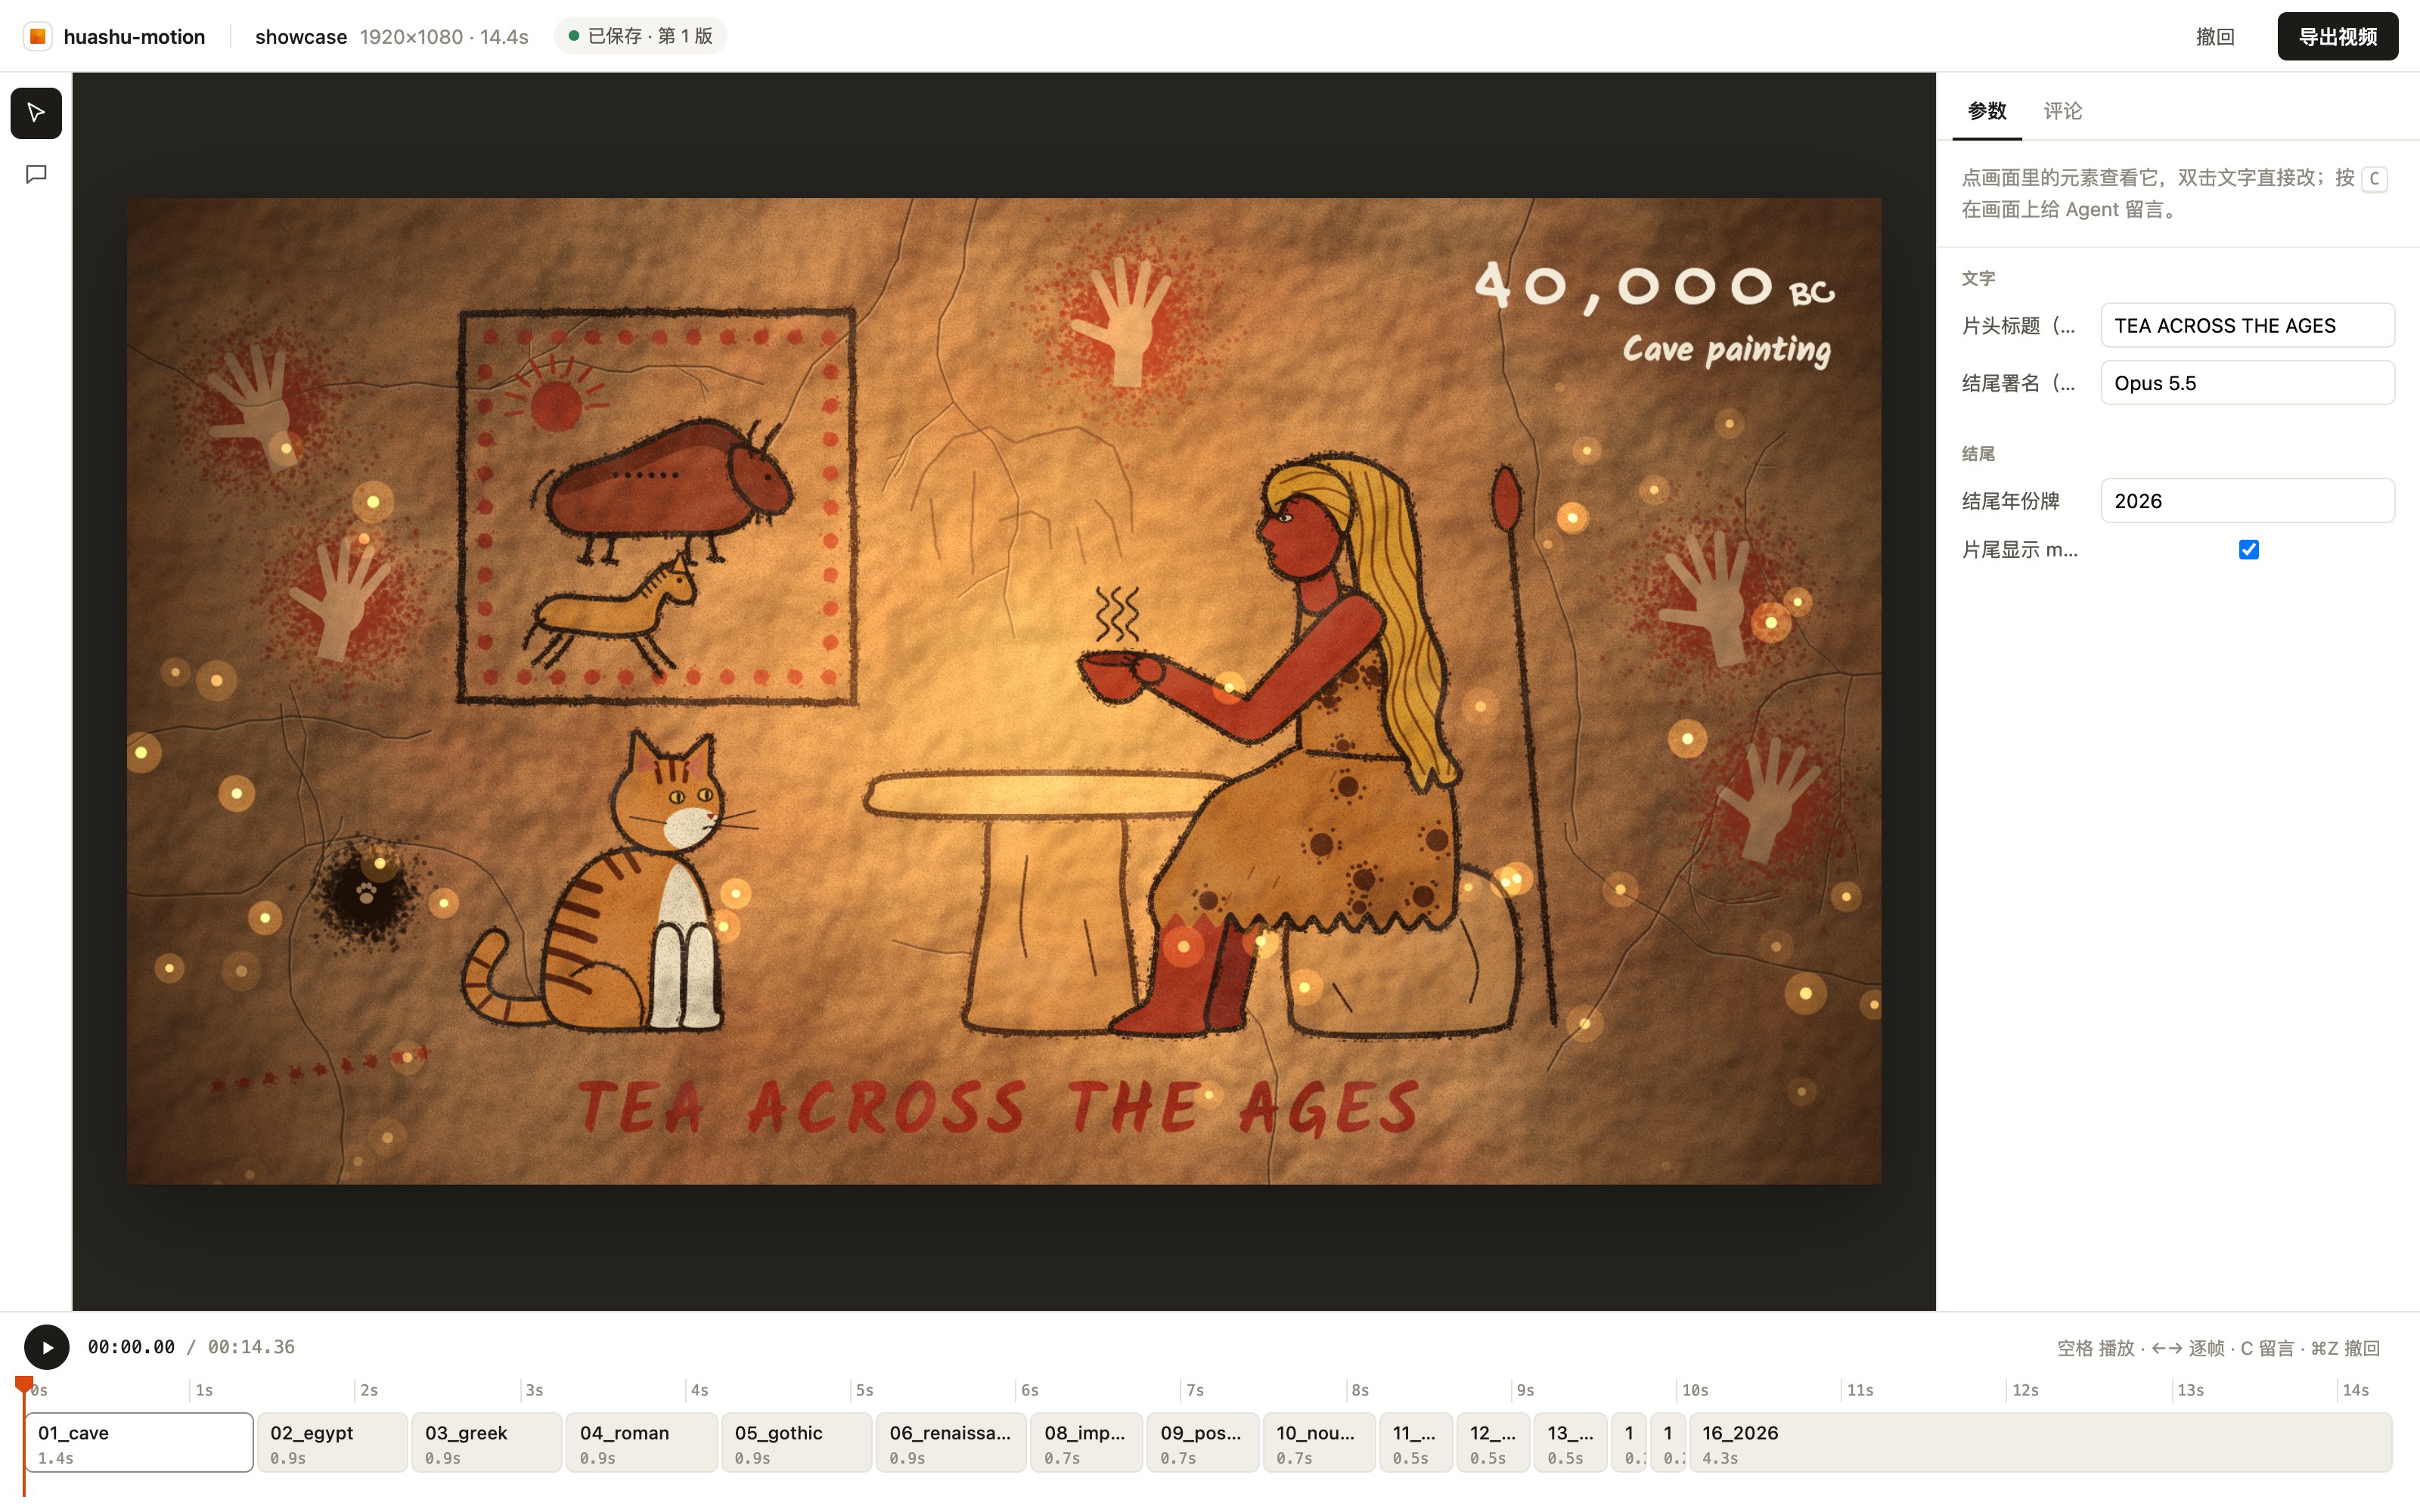 huashu-motion
showcase 1920×1080 · 14.4s
已保存 · 第 1 版
撤回
导出视频
40,000 BC
Cave painting
TEA ACROSS THE AGES
参数 评论
点画面里的元素查看它，双击文字直接改；按 C
在画面上给 Agent 留言。
文字
片头标题（... TEA ACROSS THE AGES
结尾署名（... Opus 5.5
结尾
结尾年份牌 2026
片尾显示 m...
00:00.00 / 00:14.36
空格 播放 · ←→ 逐帧 · C 留言 · ⌘Z 撤回
0s 1s 2s 3s 4s 5s 6s 7s 8s 9s 10s 11s 12s 13s 14s
01_cave 02_egypt 03_greek 04_roman 05_gothic 06_renaissa... 08_imp... 09_pos... 10_nou... 11_... 12_... 13_... 1 1 16_2026
1.4s 0.9s 0.9s 0.9s 0.9s 0.9s 0.7s 0.7s 0.7s 0.5s 0.5s 0.5s 4.3s